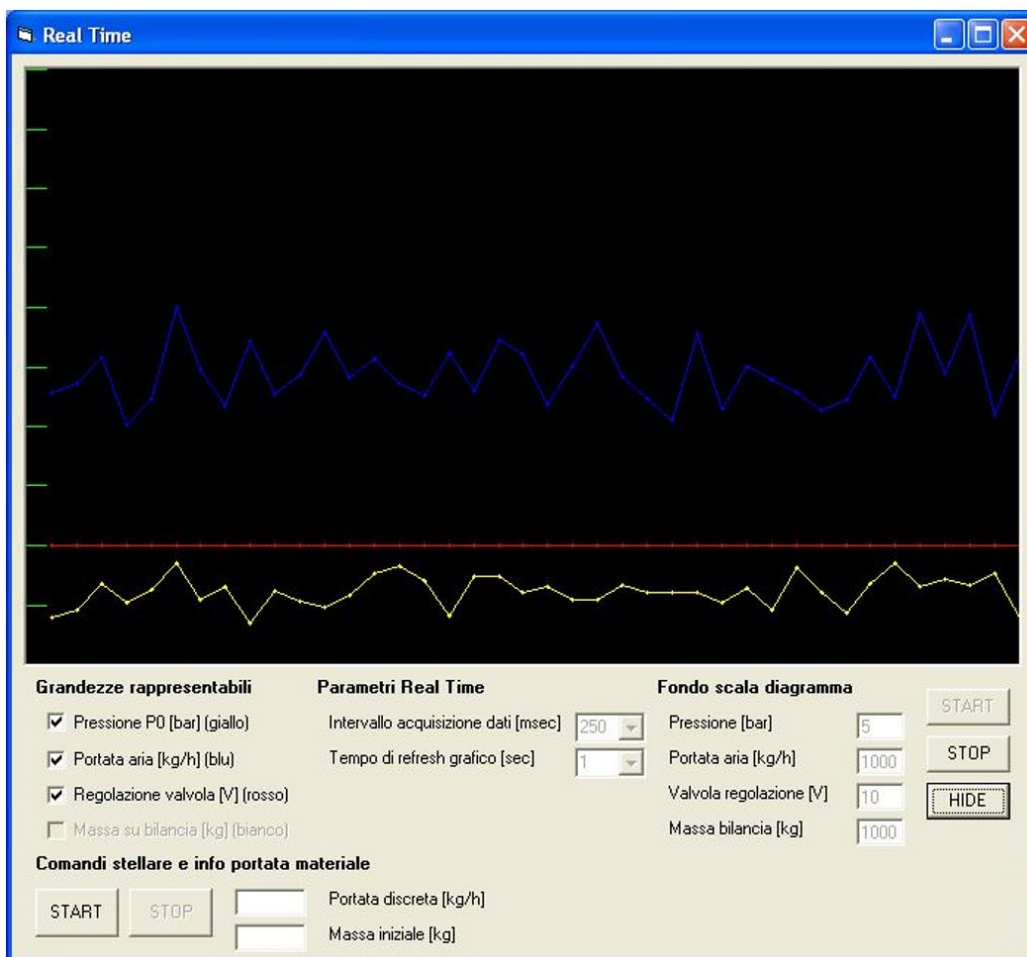 Real Time
Grandezze rappresentabili
Pressione P0 [bar] (giallo)
Portata aria [kg/h] (blu)
Regolazione valvola [V] (rosso)
Massa su bilancia [kg] (bianco)
Parametri Real Time
Intervallo acquisizione dati [msec] 250
Tempo di refresh grafico [sec] 1
Fondo scala diagramma
Pressione [bar] 5
Portata aria [kg/h] 1000
Valvola regolazione [V] 10
Massa bilancia [kg] 1000
START
STOP
HIDE
Comandi stellare e info portata materiale
START STOP
Portata discreta [kg/h]
Massa iniziale [kg]